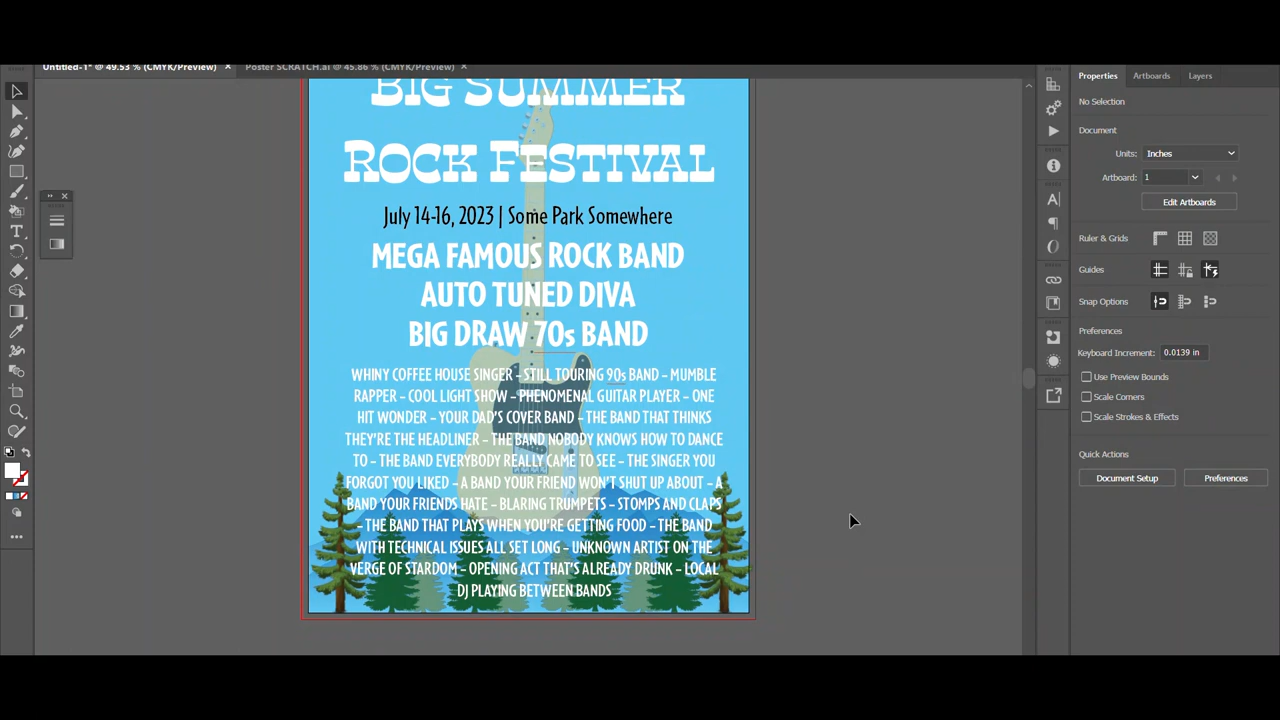 Untitled-1* @ 49.53 % (CMYK/Preview) ×
Poster SCRATCH.ai @ 45.86 % (CMYK/Preview) ×
Properties
Artboards
Layers
No Selection
Document
Units: Inches
Artboard: 1
Edit Artboards
Ruler & Grids
Guides
Snap Options
Preferences
Keyboard Increment: 0.0139 in
Use Preview Bounds
Scale Corners
Scale Strokes & Effects
Quick Actions
Document Setup
Preferences
BIG SUMMER
ROCK FESTIVAL
July 14-16, 2023 | Some Park Somewhere
MEGA FAMOUS ROCK BAND
AUTO TUNED DIVA
BIG DRAW 70s BAND
WHINY COFFEE HOUSE SINGER – STILL TOURING 90s BAND – MUMBLE
RAPPER – COOL LIGHT SHOW – PHENOMENAL GUITAR PLAYER – ONE
HIT WONDER – YOUR DAD'S COVER BAND – THE BAND THAT THINKS
THEY'RE THE HEADLINER – THE BAND NOBODY KNOWS HOW TO DANCE
TO – THE BAND EVERYBODY REALLY CAME TO SEE – THE SINGER YOU
FORGOT YOU LIKED – A BAND YOUR FRIEND WON'T SHUT UP ABOUT – A
BAND YOUR FRIENDS HATE – BLARING TRUMPETS – STOMPS AND CLAPS
– THE BAND THAT PLAYS WHEN YOU'RE GETTING FOOD – THE BAND
WITH TECHNICAL ISSUES ALL SET LONG – UNKNOWN ARTIST ON THE
VERGE OF STARDOM – OPENING ACT THAT'S ALREADY DRUNK – LOCAL
DJ PLAYING BETWEEN BANDS